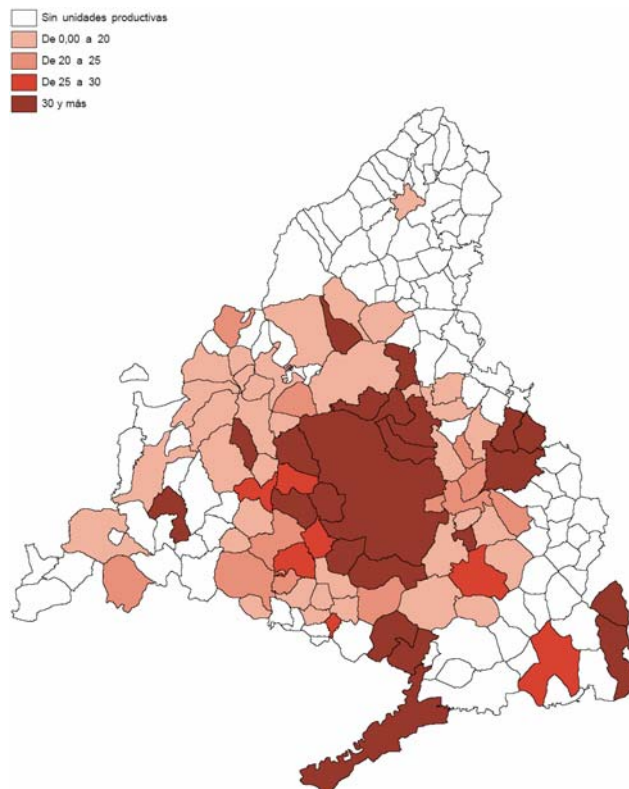 Sin unidades productivas
De 0,00 a 20
De 20 a 25
De 25 a 30
30 y más